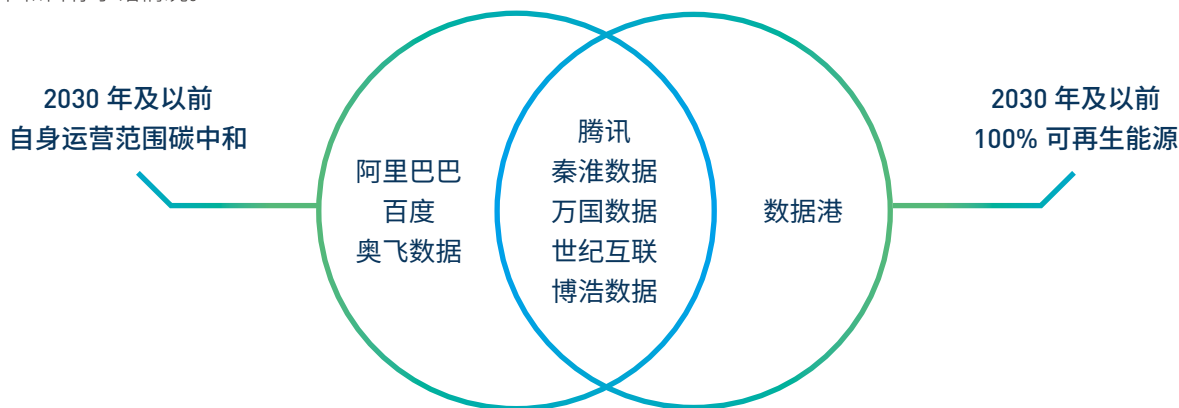 2030 年及以前
自身运营范围碳中和
阿里巴巴
百度
奥飞数据
腾讯
秦淮数据
万国数据
世纪互联
博浩数据
数据港
2030 年及以前
100% 可再生能源